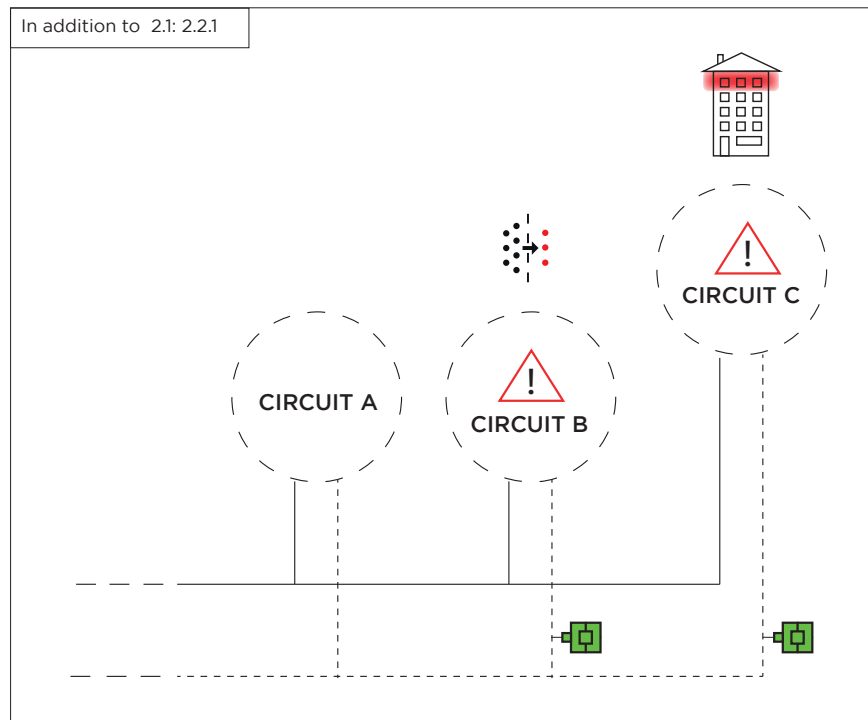 In addition to 2.1: 2.2.1
!
CIRCUIT C
CIRCUIT A
!
CIRCUIT B